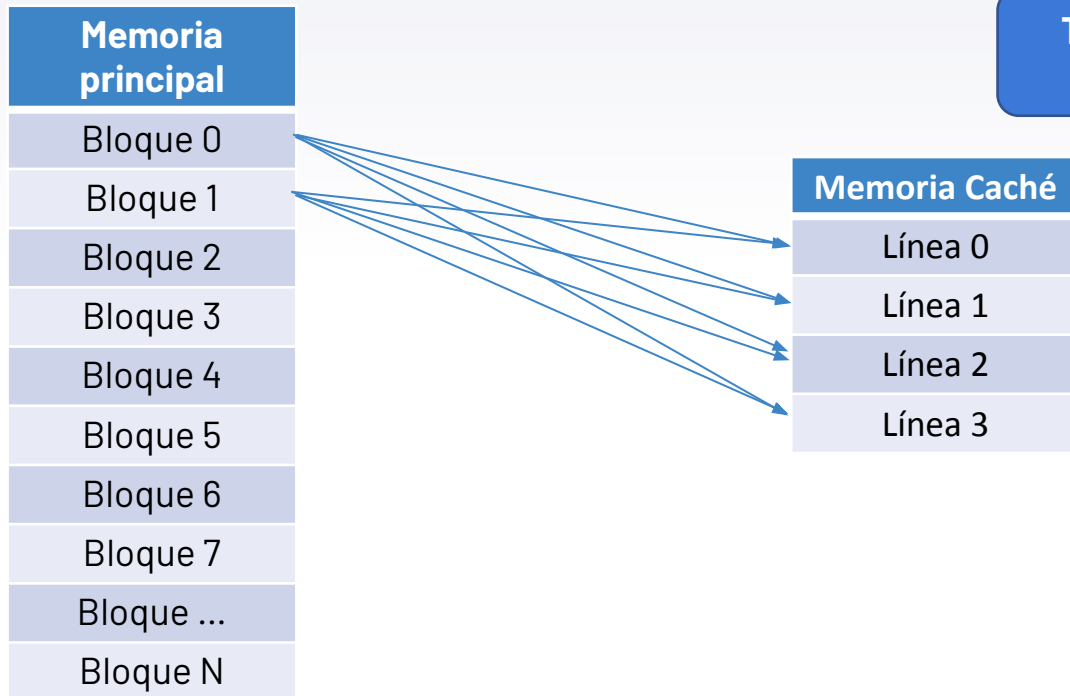 Memoria
principal
Bloque 0
Bloque 1
Bloque 2
Bloque 3
Bloque 4
Bloque 5
Bloque 6
Bloque 7
Bloque ...
Bloque N
Memoria Caché
Línea 0
Línea 1
Línea 2
Línea 3